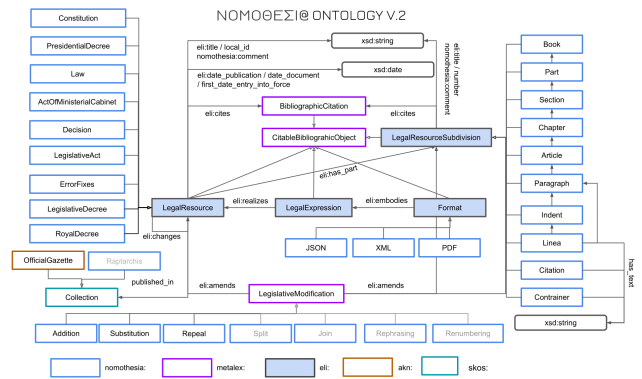 ΝΟΜΟΘΕΣΙ@ ONTOLOGY V.2
Constitution
PresidentialDecree
Law
ActOfMinisterialCabinet
Decision
LegislativeAct
ErrorFixes
LegislativeDecree
RoyalDecree
eli:title / local_id
nomothesia:comment
xsd:string
eli:date_publication / date_document
/ first_date_entry_into_force
xsd:date
eli:title / number
nomothesia:comment
eli:cites
BibliographicCitation
eli:cites
CitableBibliograhicObject
LegalResourceSubdivision
eli:has_part
LegalResource
eli:realizes
LegalExpression
eli:embodies
Format
eli:changes
JSON
XML
PDF
Book
Part
Section
Chapter
Article
Paragraph
Indent
Linea
Citation
Contrainer
has_text
xsd:string
OfficialGazette
Raptarchis
published_in
Collection
eli:amends
LegislativeModification
eli:amends
Addition
Substitution
Repeal
Split
Join
Rephrasing
Renumbering
nomothesia:
metalex:
eli:
akn:
skos: